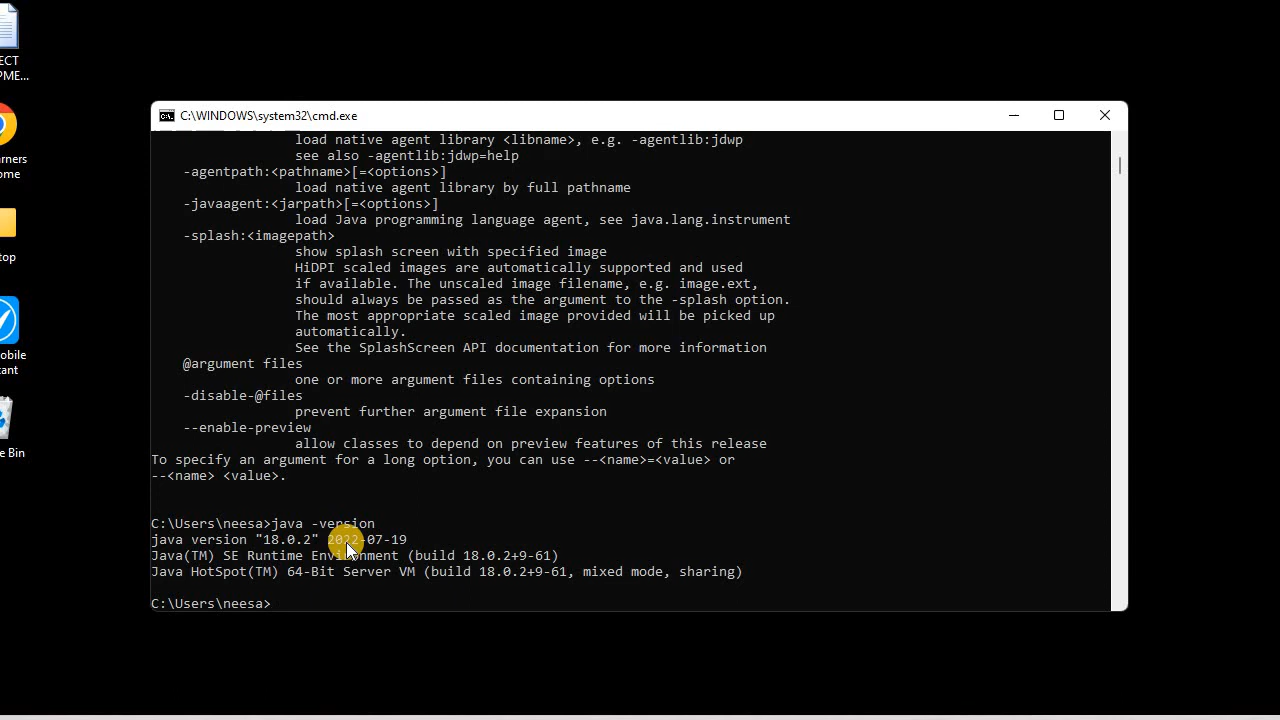 ECT
PME...
C:\WINDOWS\system32\cmd.exe
rners
ome
top
obile
tant
e Bin
load native agent library <libname>, e.g. -agentlib:jdwp
see also -agentlib:jdwp=help
-agentpath:<pathname>[=<options>]
load native agent library by full pathname
-javaagent:<jarpath>[=<options>]
load Java programming language agent, see java.lang.instrument
-splash:<imagepath>
show splash screen with specified image
HiDPI scaled images are automatically supported and used
if available. The unscaled image filename, e.g. image.ext,
should always be passed as the argument to the -splash option.
The most appropriate scaled image provided will be picked up
automatically.
See the SplashScreen API documentation for more information
@argument files
one or more argument files containing options
-disable-@files
prevent further argument file expansion
--enable-preview
allow classes to depend on preview features of this release
To specify an argument for a long option, you can use --<name>=<value> or
--<name> <value>.
C:\Users\neesa>java -version
java version "18.0.2" 2022-07-19
Java(TM) SE Runtime Environment (build 18.0.2+9-61)
Java HotSpot(TM) 64-Bit Server VM (build 18.0.2+9-61, mixed mode, sharing)
C:\Users\neesa>